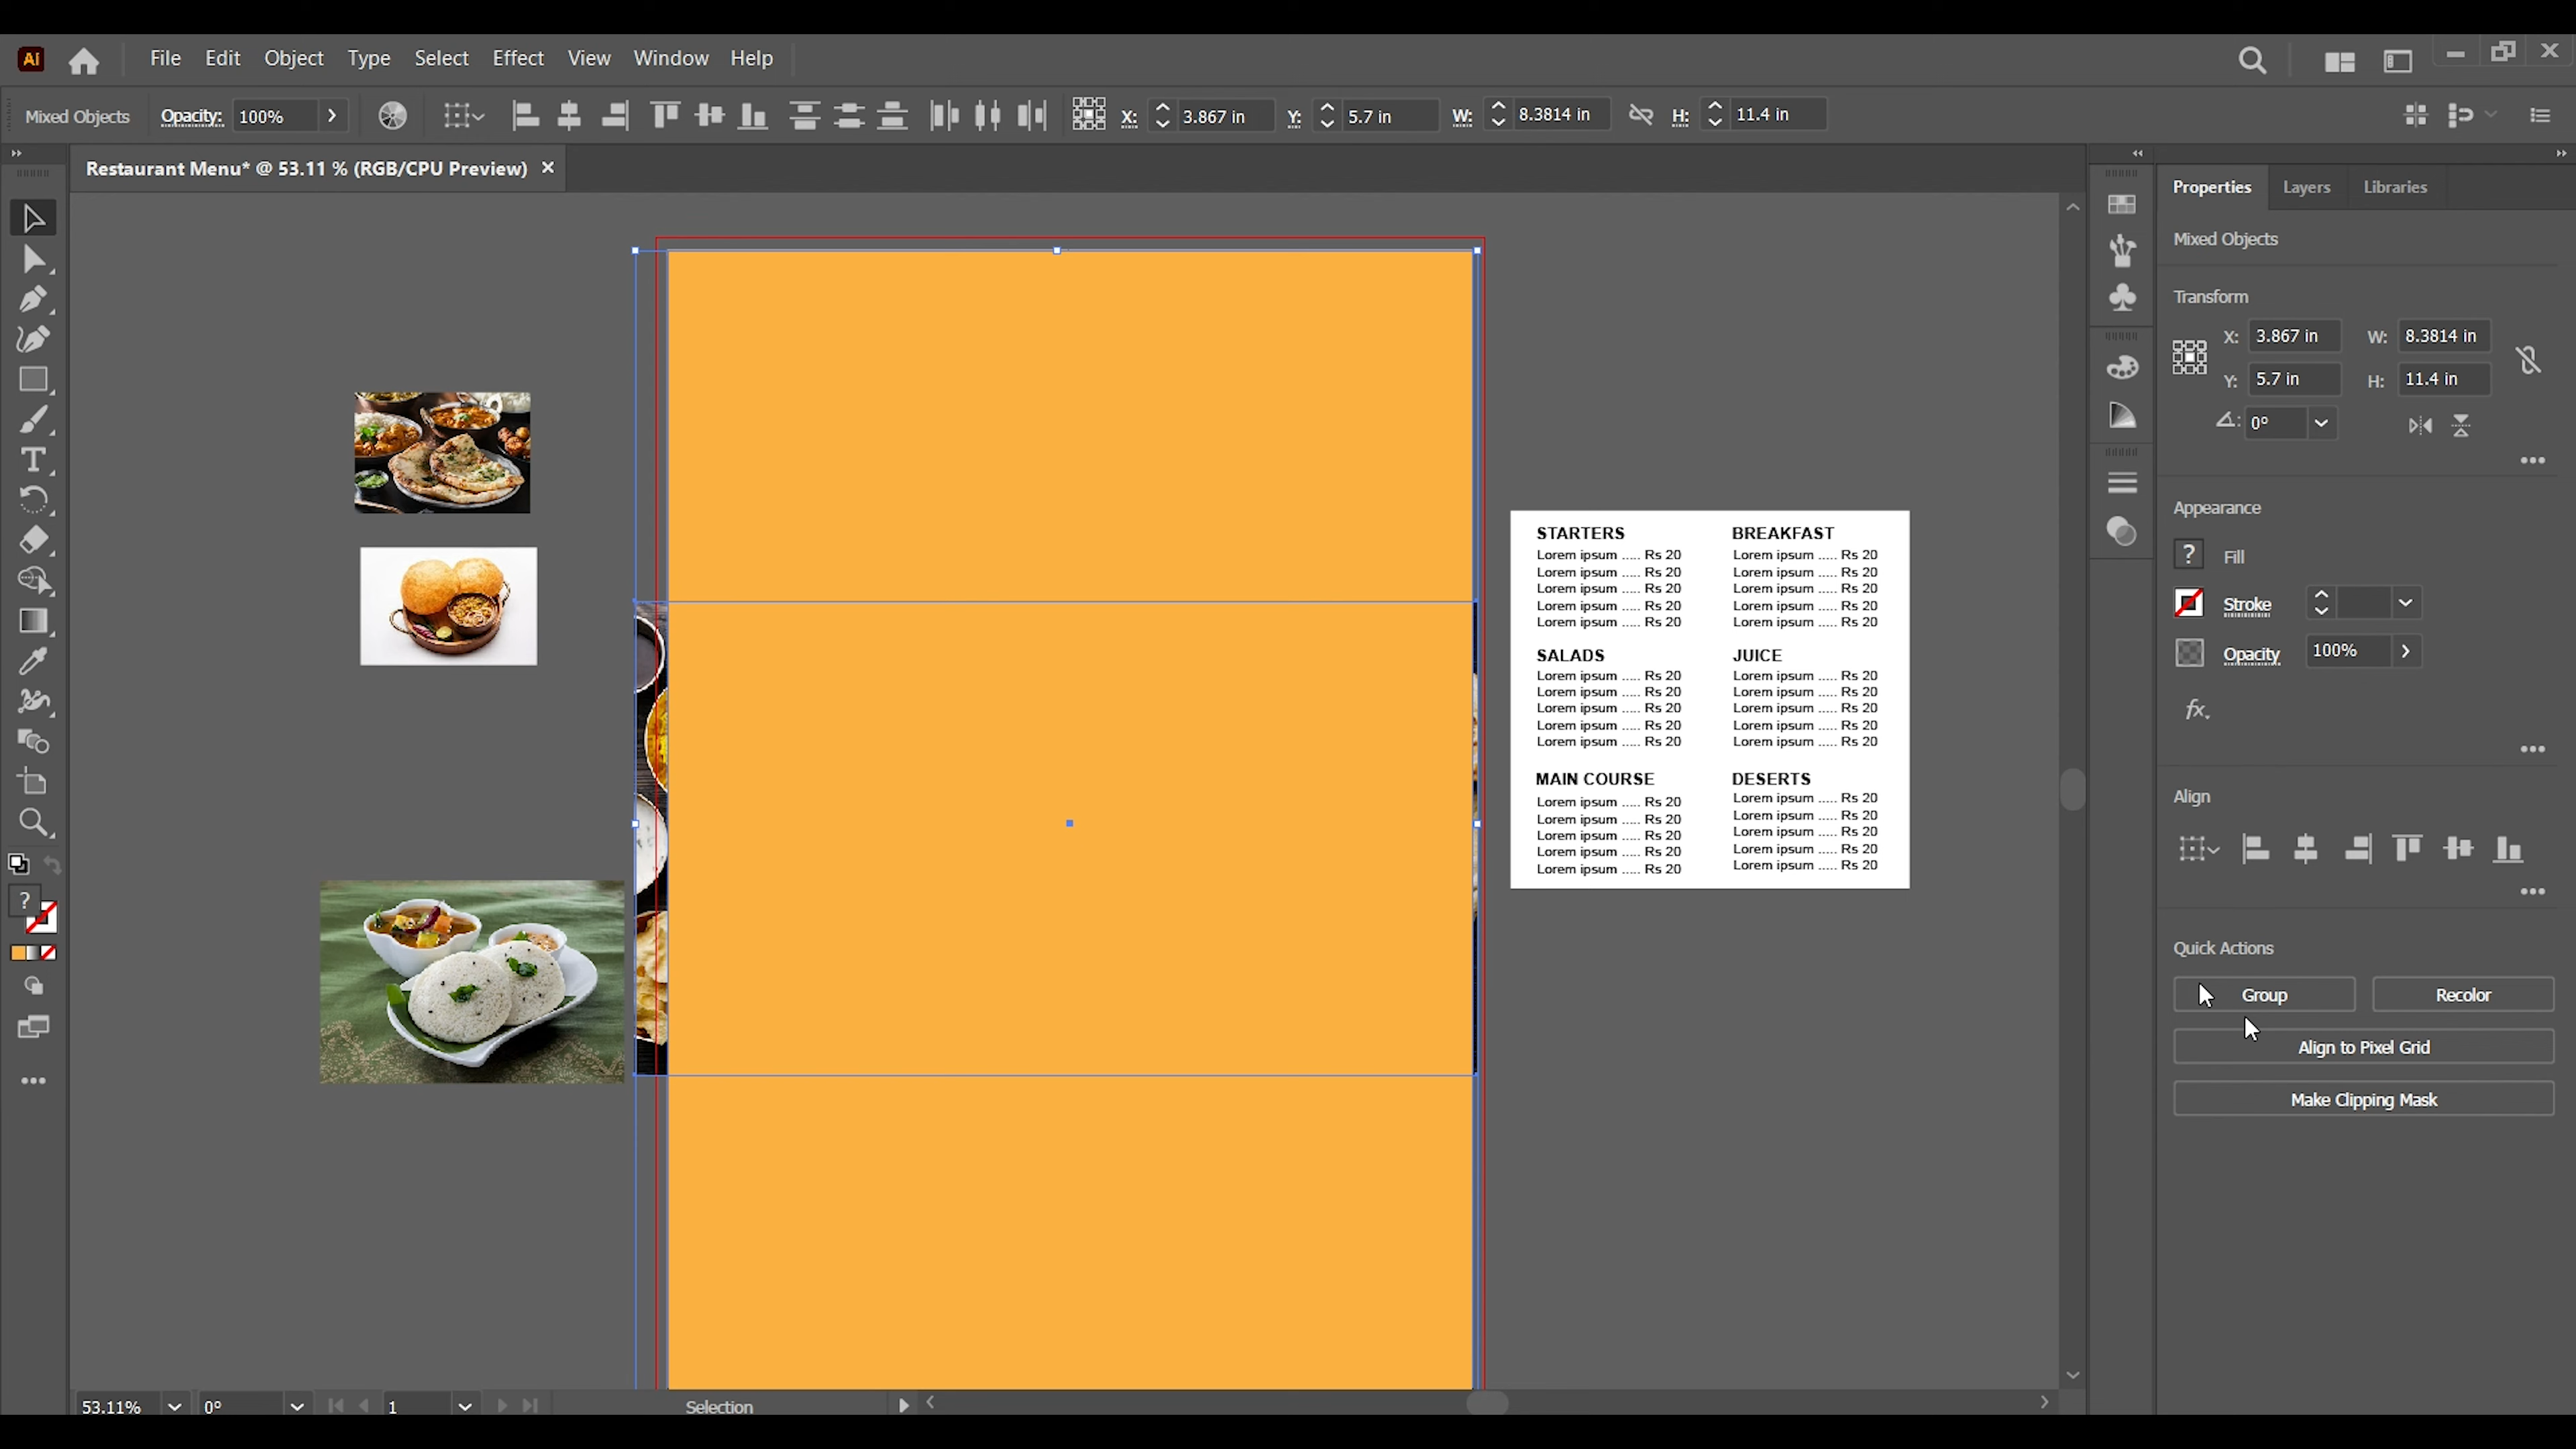 Ai File Edit Object Type Select Effect View Window Help
Mixed Objects Opacity: 100% X: 3.867 in Y: 5.7 in W: 8.3814 in H: 11.4 in
Restaurant Menu* @ 53.11 % (RGB/CPU Preview) ×
Properties Layers Libraries
Mixed Objects
Transform
X: 3.867 in W: 8.3814 in
Y: 5.7 in H: 11.4 in
0°
Appearance
? Fill
Stroke
Opacity 100%
fx.
Align
Quick Actions
Group Recolor
Align to Pixel Grid
Make Clipping Mask
STARTERS
Lorem ipsum ..... Rs 20
Lorem ipsum ..... Rs 20
Lorem ipsum ..... Rs 20
Lorem ipsum ..... Rs 20
Lorem ipsum ..... Rs 20
BREAKFAST
Lorem ipsum ..... Rs 20
Lorem ipsum ..... Rs 20
Lorem ipsum ..... Rs 20
Lorem ipsum ..... Rs 20
Lorem ipsum ..... Rs 20
SALADS
Lorem ipsum ..... Rs 20
Lorem ipsum ..... Rs 20
Lorem ipsum ..... Rs 20
Lorem ipsum ..... Rs 20
Lorem ipsum ..... Rs 20
JUICE
Lorem ipsum ..... Rs 20
Lorem ipsum ..... Rs 20
Lorem ipsum ..... Rs 20
Lorem ipsum ..... Rs 20
Lorem ipsum ..... Rs 20
MAIN COURSE
Lorem ipsum ..... Rs 20
Lorem ipsum ..... Rs 20
Lorem ipsum ..... Rs 20
Lorem ipsum ..... Rs 20
Lorem ipsum ..... Rs 20
DESERTS
Lorem ipsum ..... Rs 20
Lorem ipsum ..... Rs 20
Lorem ipsum ..... Rs 20
Lorem ipsum ..... Rs 20
Lorem ipsum ..... Rs 20
?
53.11% 0° 1 Selection